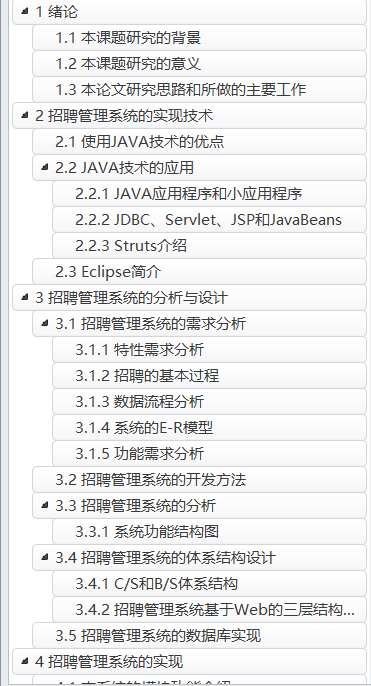 1 绪论
1.1 本课题研究的背景
1.2 本课题研究的意义
1.3 本论文研究思路和所做的主要工作
2 招聘管理系统的实现技术
2.1 使用JAVA技术的优点
2.2 JAVA技术的应用
2.2.1 JAVA应用程序和小应用程序
2.2.2 JDBC、Servlet、JSP和JavaBeans
2.2.3 Struts介绍
2.3 Eclipse简介
3 招聘管理系统的分析与设计
3.1 招聘管理系统的需求分析
3.1.1 特性需求分析
3.1.2 招聘的基本过程
3.1.3 数据流程分析
3.1.4 系统的E-R模型
3.1.5 功能需求分析
3.2 招聘管理系统的开发方法
3.3 招聘管理系统的分析
3.3.1 系统功能结构图
3.4 招聘管理系统的体系结构设计
3.4.1 C/S和B/S体系结构
3.4.2 招聘管理系统基于Web的三层结构...
3.5 招聘管理系统的数据库实现
4 招聘管理系统的实现